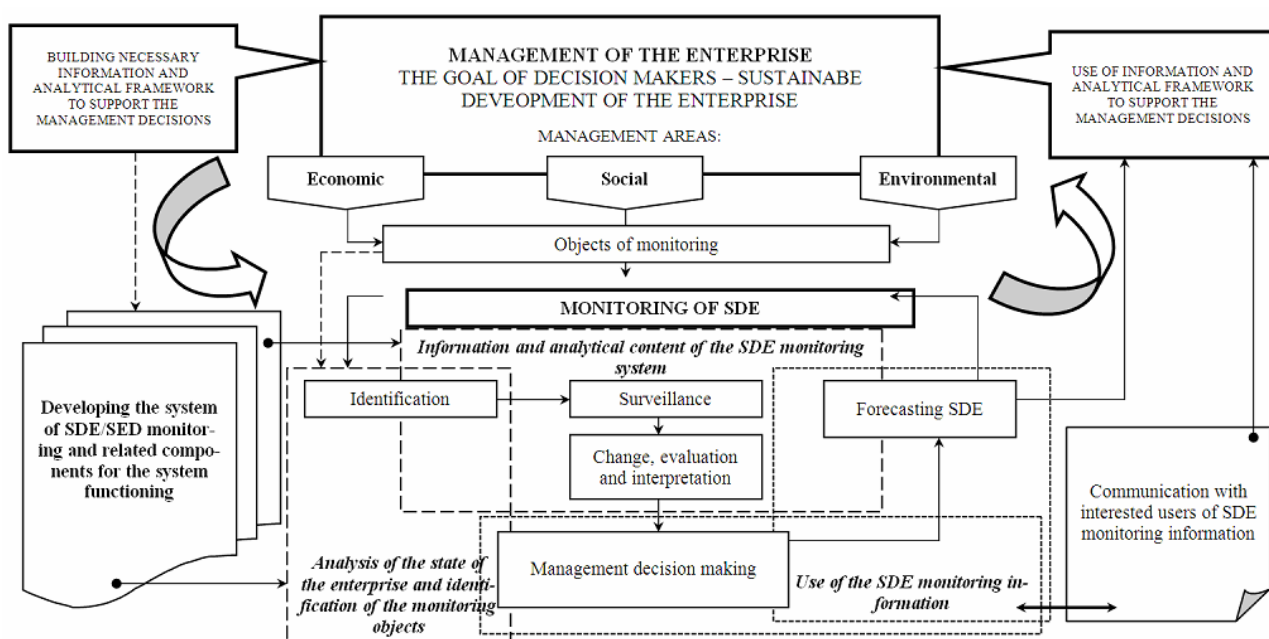 BUILDING NECESSARY
INFORMATION AND
ANALYTICAL FRAMEWORK
TO SUPPORT THE
MANAGEMENT DECISIONS
MANAGEMENT OF THE ENTERPRISE
THE GOAL OF DECISION MAKERS – SUSTAINABE
DEVEOPMENT OF THE ENTERPRISE
MANAGEMENT AREAS:
USE OF INFORMATION AND
ANALYTICAL FRAMEWORK
TO SUPPORT THE
MANAGEMENT DECISIONS
Economic
Social
Environmental
Objects of monitoring
MONITORING OF SDE
Information and analytical content of the SDE monitoring
system
Identification
Surveillance
Forecasting SDE
Change, evaluation
and interpretation
Developing the system
of SDE/SED monitor-
ing and related compo-
nents for the system
functioning
Communication with
interested users of SDE
monitoring information
Management decision making
Analysis of the state of
the enterprise and identi-
fication of the monitoring
objects
Use of the SDE monitoring in-
formation